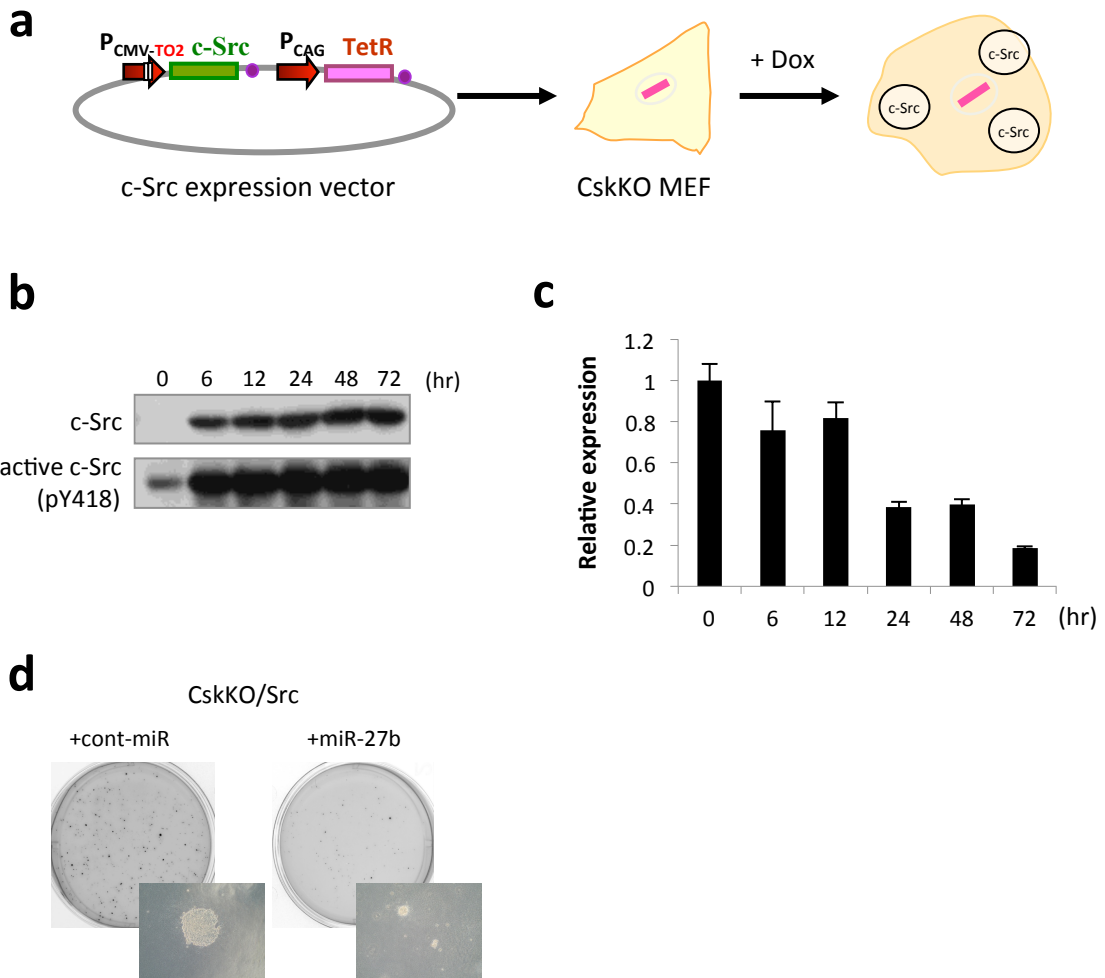 a
P CMV-TO2 c-Src P CAG TetR
+ Dox
c-Src
c-Src
c-Src
c-Src expression vector
CskKO MEF
b
0 6 12 24 48 72 (hr)
c-Src
active c-Src
(pY418)
c
Relative expression
1.2
1
0.8
0.6
0.4
0.2
0
0 6 12 24 48 72 (hr)
d
CskKO/Src
+cont-miR +miR-27b